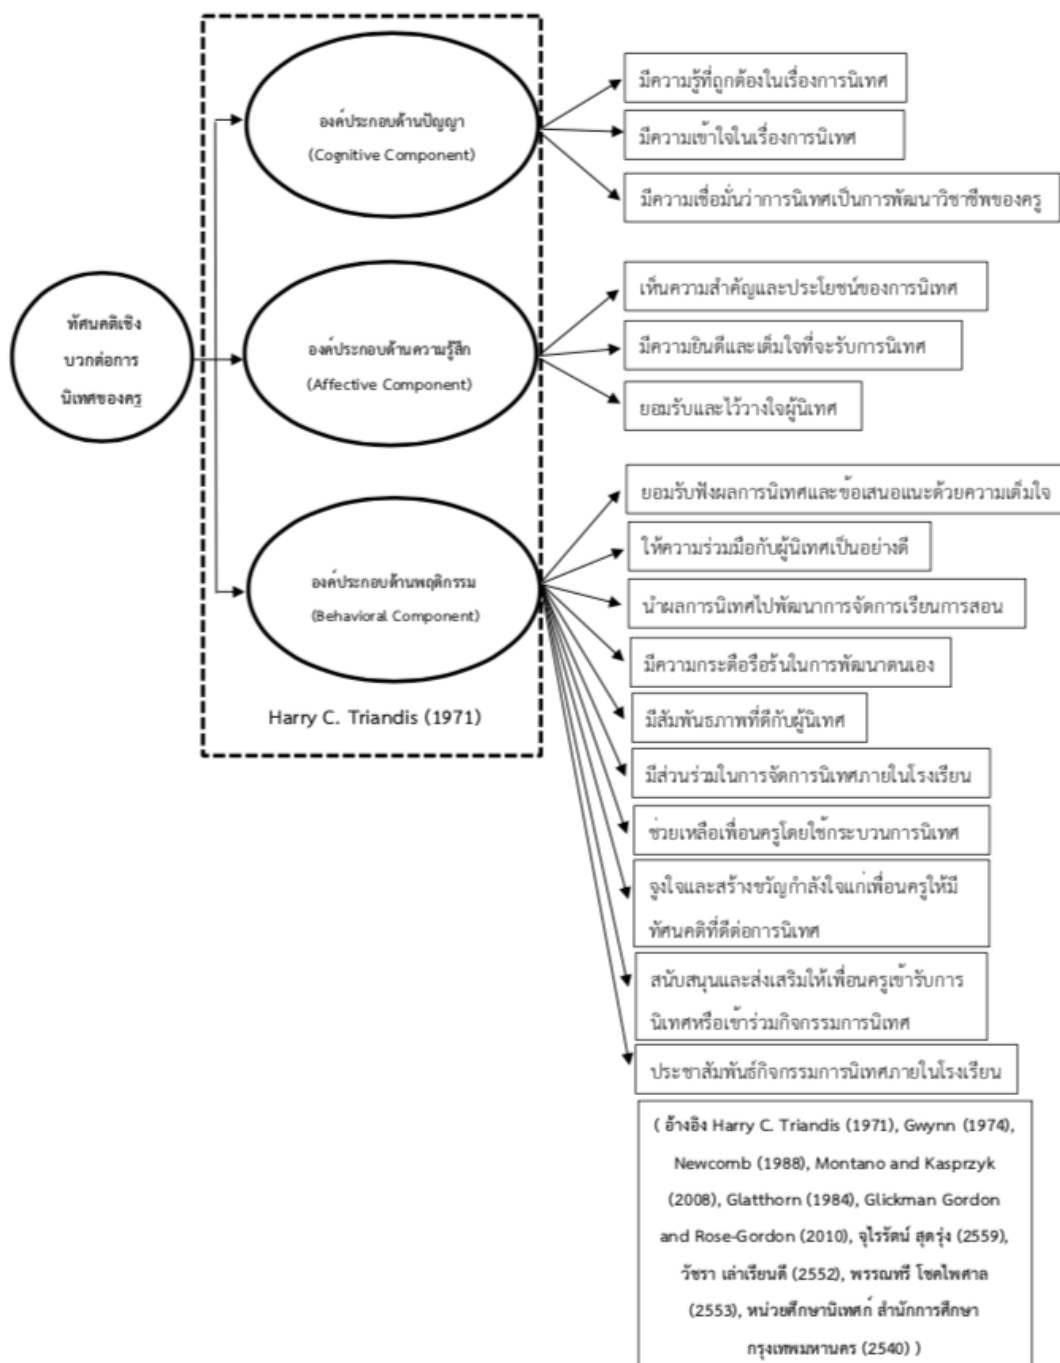 ทัศนคติเชิง
บวกต่อการ
นิเทศของครู
องค์ประกอบด้านปัญญา
(Cognitive Component)
มีความรู้ที่ถูกต้องในเรื่องการนิเทศ
มีความเข้าใจในเรื่องการนิเทศ
มีความเชื่อมั่นว่าการนิเทศเป็นการพัฒนาวิชาชีพของครู
องค์ประกอบด้านความรู้สึก
(Affective Component)
เห็นความสำคัญและประโยชน์ของการนิเทศ
มีความยินดีและเต็มใจที่จะรับการนิเทศ
ยอมรับและไว้วางใจผู้นิเทศ
องค์ประกอบด้านพฤติกรรม
(Behavioral Component)
Harry C. Triandis (1971)
ยอมรับฟังผลการนิเทศและข้อเสนอแนะด้วยความเต็มใจ
ให้ความร่วมมือกับผู้นิเทศเป็นอย่างดี
นำผลการนิเทศไปพัฒนาการจัดการเรียนการสอน
มีความกระตือรือร้นในการพัฒนาตนเอง
มีสัมพันธภาพที่ดีกับผู้นิเทศ
มีส่วนร่วมในการจัดการนิเทศภายในโรงเรียน
ช่วยเหลือเพื่อนครูโดยใช้กระบวนการนิเทศ
จูงใจและสร้างขวัญกำลังใจแก่เพื่อนครูให้มี
ทัศนคติที่ดีต่อการนิเทศ
สนับสนุนและส่งเสริมให้เพื่อนครูเข้ารับการ
นิเทศหรือเข้าร่วมกิจกรรมการนิเทศ
ประชาสัมพันธ์กิจกรรมการนิเทศภายในโรงเรียน
( อ้างอิง Harry C. Triandis (1971), Gwynn (1974),
Newcomb (1988), Montano and Kasprzyk
(2008), Glatthorn (1984), Glickman Gordon
and Rose-Gordon (2010), จุไรรัตน์ สุดรุ่ง (2559),
วัชรา เล่าเรียนดี (2552), พรรณทรี โชคไพศาล
(2553), หน่วยศึกษานิเทศก์ สำนักการศึกษา
กรุงเทพมหานคร (2540) )